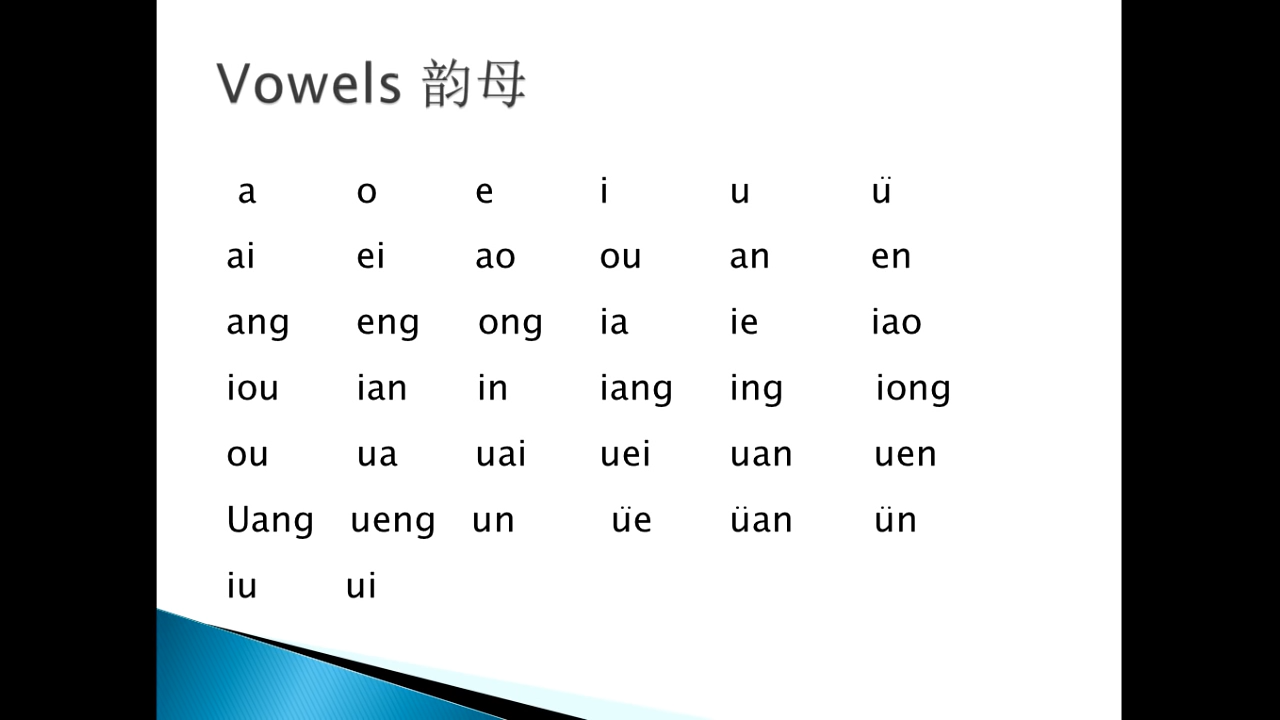 Vowels 韵母
a o e i u ü
ai ei ao ou an en
ang eng ong ia ie iao
iou ian in iang ing iong
ou ua uai uei uan uen
Uang ueng un üe üan ün
iu ui